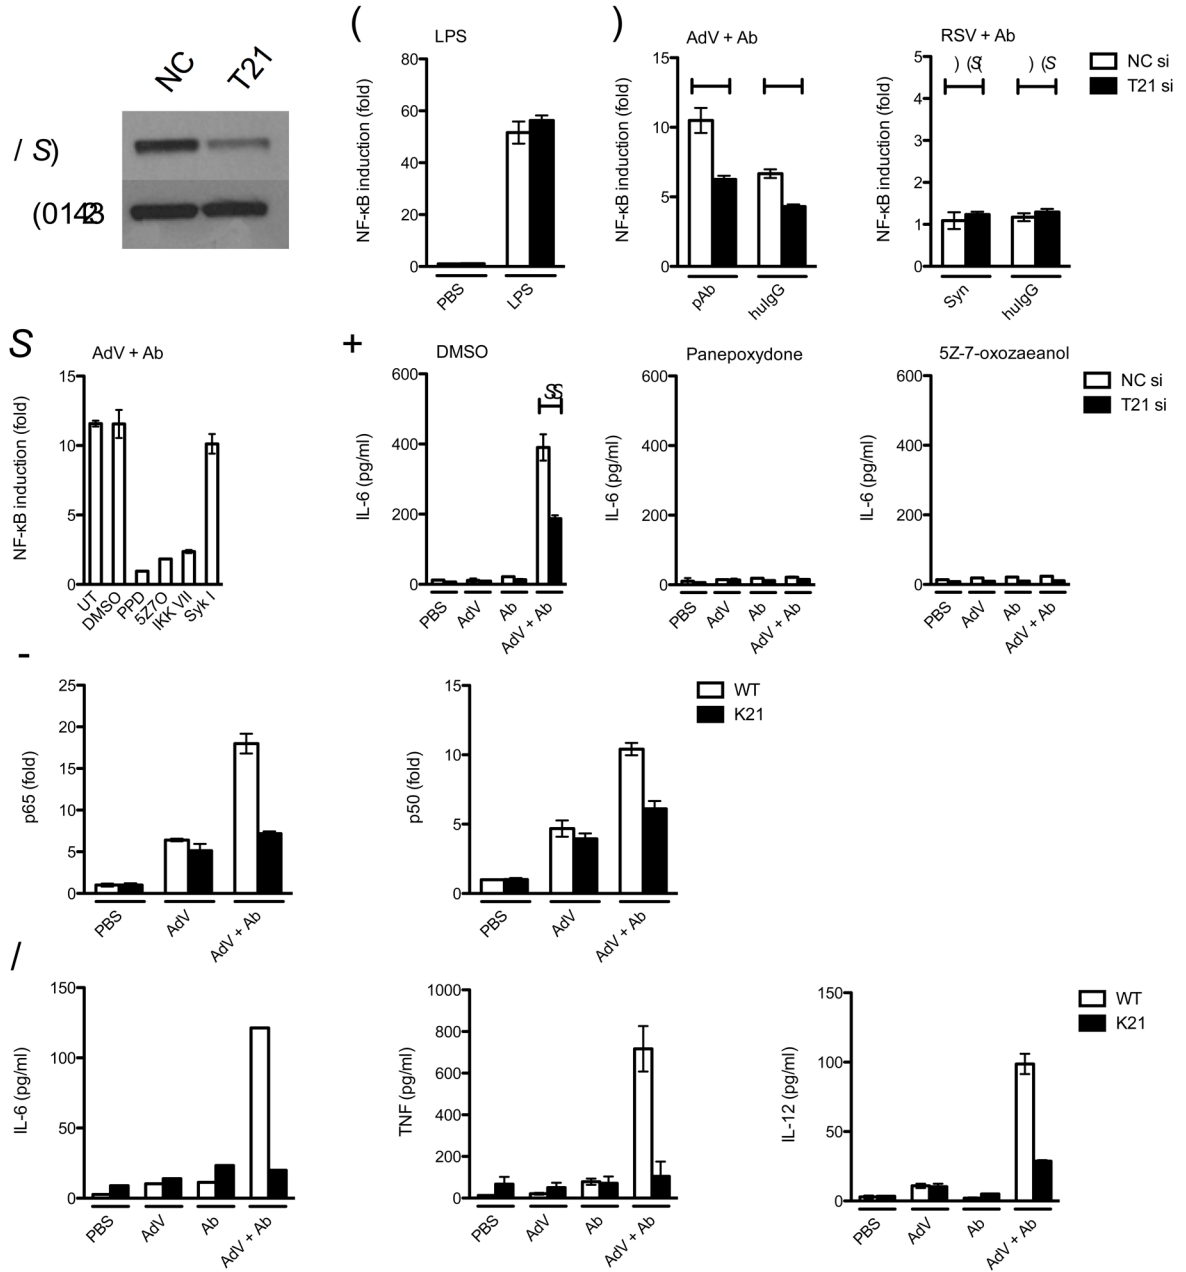 (
)
LPS
AdV + Ab
RSV + Ab
NC
T21
NF-κB induction (fold)
80
60
40
20
0
PBS
LPS
NF-κB induction (fold)
15
10
5
0
pAb
huIgG
NF-κB induction (fold)
5
4
3
2
1
0
Syn
huIgG
NC si
T21 si
/ S)
S
AdV + Ab
NF-κB induction (fold)
15
10
5
0
UT
DMSO
PPD
5Z7O
IKK VII
Syk I
+
DMSO
IL-6 (pg/ml)
600
400
200
0
PBS
AdV
Ab
AdV + Ab
Panepoxydone
IL-6 (pg/ml)
600
400
200
0
PBS
AdV
Ab
AdV + Ab
5Z-7-oxozaeanol
IL-6 (pg/ml)
600
400
200
0
PBS
AdV
Ab
AdV + Ab
NC si
T21 si
-
p65 (fold)
25
20
15
10
5
0
PBS
AdV
AdV + Ab
p50 (fold)
15
10
5
0
PBS
AdV
AdV + Ab
WT
K21
/
IL-6 (pg/ml)
150
100
50
0
PBS
AdV
Ab
AdV + Ab
TNF (pg/ml)
1000
800
600
400
200
0
PBS
AdV
Ab
AdV + Ab
IL-12 (pg/ml)
150
100
50
0
PBS
AdV
Ab
AdV + Ab
WT
K21